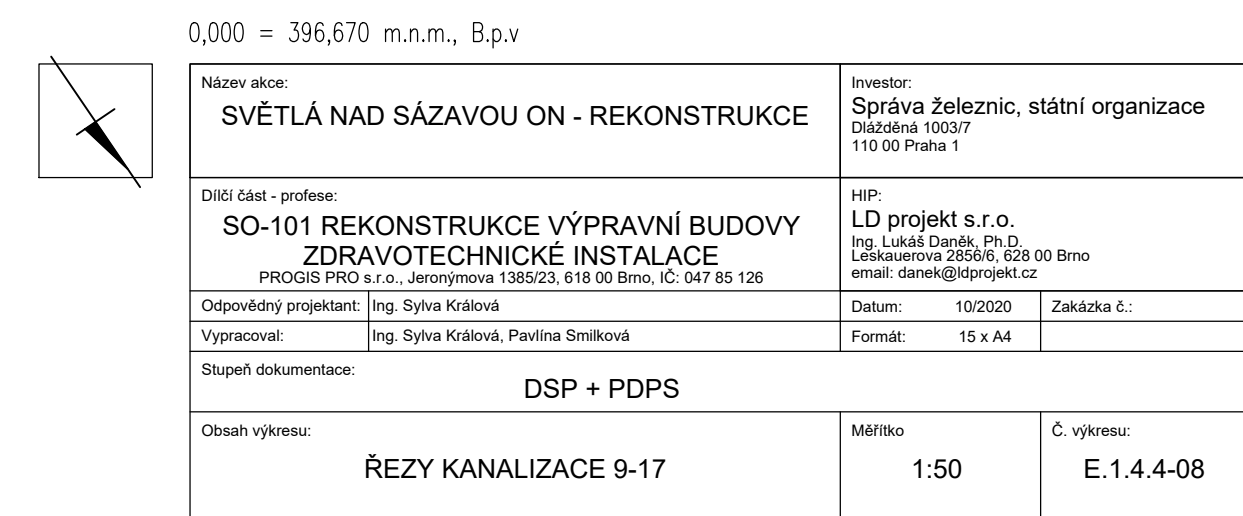 0,000 = 396,670 m.n.m., B.p.v
Název akce:
SVĚTLÁ NAD SÁZAVOU ON - REKONSTRUKCE
Investor:
Správa železnic, státní organizace
Dlážděná 1003/7
110 00 Praha 1
Dílčí část - profese:
SO-101 REKONSTRUKCE VÝPRAVNÍ BUDOVY
ZDRAVOTECHNICKÉ INSTALACE
PROGIS PRO s.r.o., Jeronýmova 1385/23, 618 00 Brno, IČ: 047 85 126
HIP:
LD projekt s.r.o.
Ing. Lukáš Daněk, Ph.D.
Leskauerova 2856/6, 628 00 Brno
email: danek@ldprojekt.cz
Odpovědný projektant: Ing. Sylva Králová
Datum: 10/2020
Zakázka č.:
Vypracoval: Ing. Sylva Králová, Pavlína Smilková
Formát: 15 x A4
Stupeň dokumentace:
DSP + PDPS
Obsah výkresu:
ŘEZY KANALIZACE 9-17
Měřítko
1:50
Č. výkresu:
E.1.4.4-08